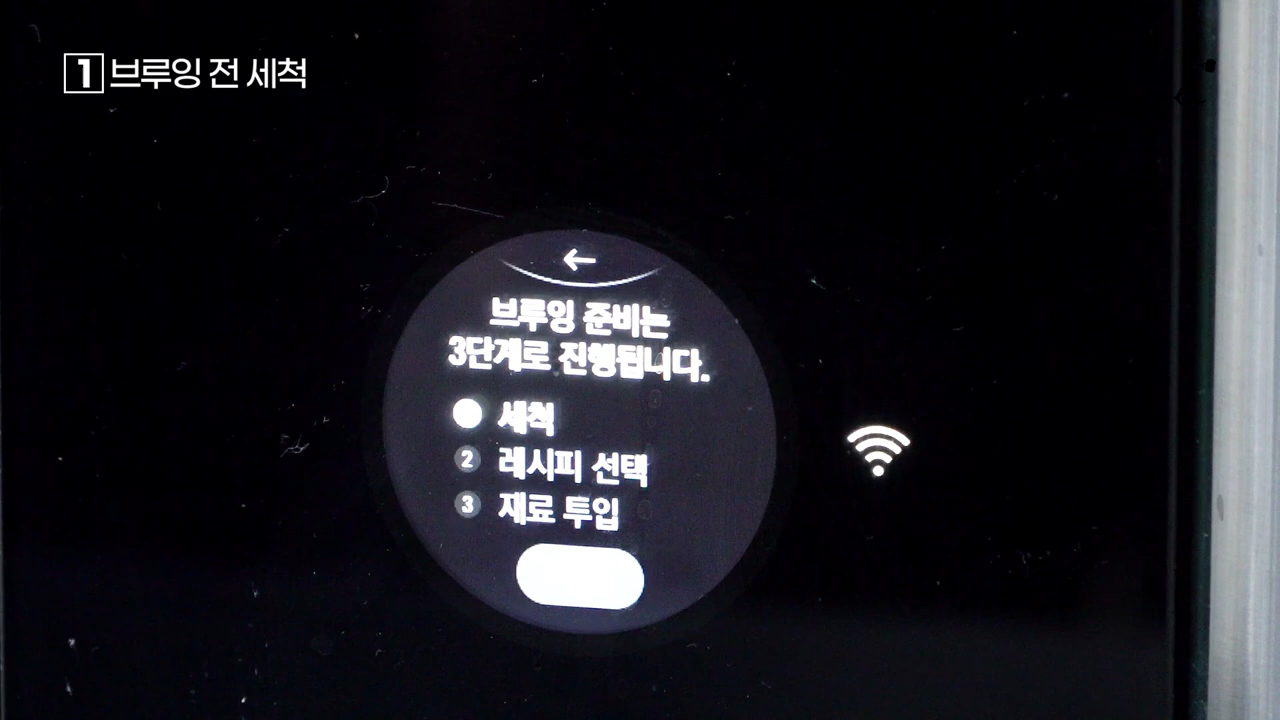 1 브루잉 전 세척
브루잉 준비는
3단계로 진행됩니다.
세척
2 레시피 선택
3 재료 투입